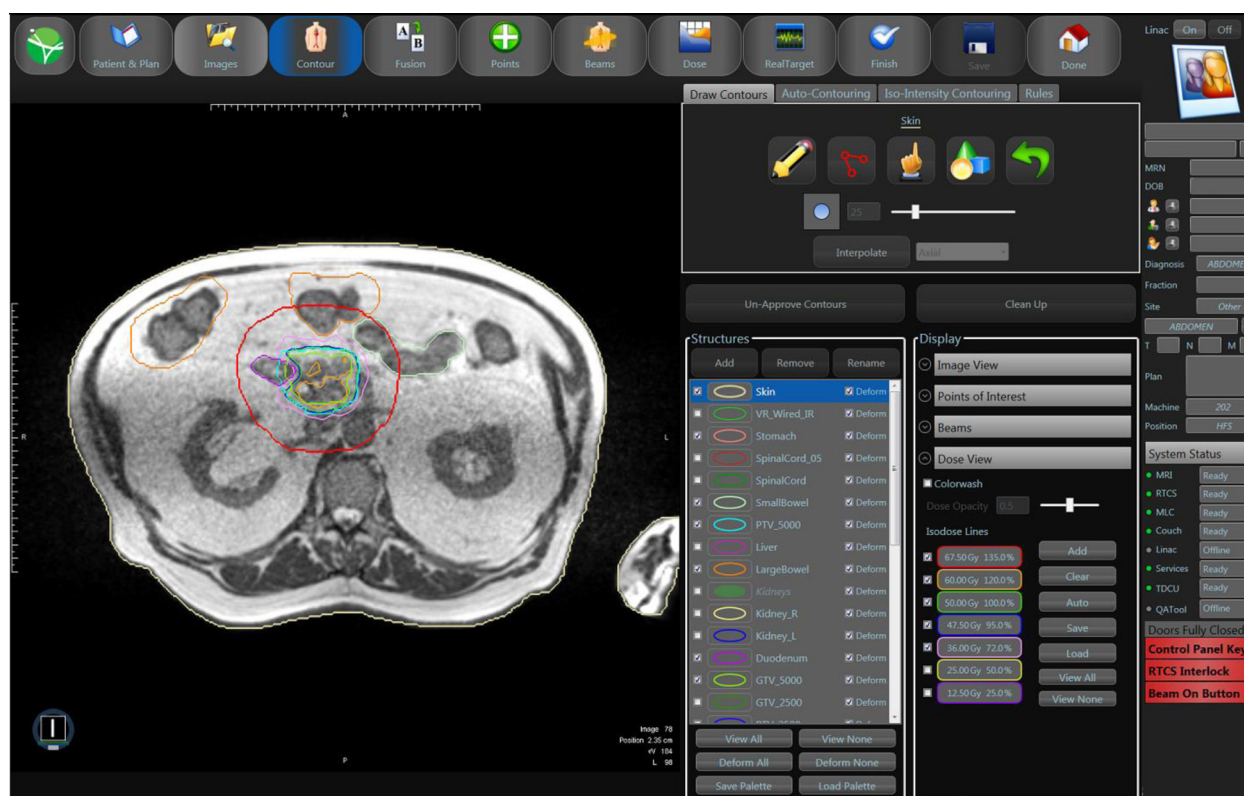 Patient & Plan
Images
Contour
A B
Fusion
Points
Beams
Dose
RealTarget
Finish
Save
Done
Linac On Off
Draw Contours Auto-Contouring Iso-Intensity Contouring Rules
Skin
25
Interpolate Axial
Un-Approve Contours Clean Up
Structures
Add Remove Rename
Skin Deform
VR_Wired_IR Deform
Stomach Deform
SpinalCord_05 Deform
SpinalCord Deform
SmallBowel Deform
PTV_5000 Deform
Liver Deform
LargeBowel Deform
Kidneys Deform
Kidney_R Deform
Kidney_L Deform
Duodenum Deform
GTV_5000 Deform
GTV_2500 Deform
View All View None
Deform All Deform None
Save Palette Load Palette
Display
Image View
Points of Interest
Beams
Dose View
Colorwash
Dose Opacity 0.5
Isodose Lines
67.50 Gy 135.0 %
60.00 Gy 120.0 %
50.00 Gy 100.0 %
47.50 Gy 95.0 %
36.00 Gy 72.0 %
25.00 Gy 50.0 %
12.50 Gy 25.0 %
Add
Clear
Auto
Save
Load
View All
View None
MRN
DOB
Diagnosis ABDOMEN
Fraction
Site Other
ABDOMEN
T N M
Plan
Machine 202
Position HFS
System Status
MRI Ready
RTCS Ready
MLC Ready
Couch Ready
Linac Offline
Services Ready
TDCU Ready
QATool Offline
Doors Fully Closed
Control Panel Key
RTCS Interlock
Beam On Button
A
R
L
P
Image 78
Position 2.35 cm
W 184
L 98